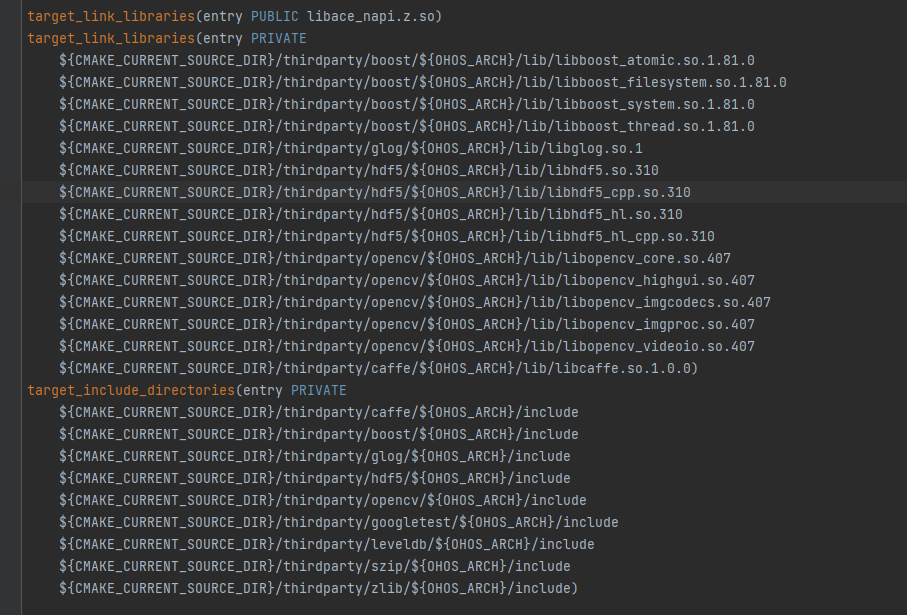 target_link_libraries(entry PUBLIC libace_napi.z.so)
target_link_libraries(entry PRIVATE
    ${CMAKE_CURRENT_SOURCE_DIR}/thirdparty/boost/${OHOS_ARCH}/lib/libboost_atomic.so.1.81.0
    ${CMAKE_CURRENT_SOURCE_DIR}/thirdparty/boost/${OHOS_ARCH}/lib/libboost_filesystem.so.1.81.0
    ${CMAKE_CURRENT_SOURCE_DIR}/thirdparty/boost/${OHOS_ARCH}/lib/libboost_system.so.1.81.0
    ${CMAKE_CURRENT_SOURCE_DIR}/thirdparty/boost/${OHOS_ARCH}/lib/libboost_thread.so.1.81.0
    ${CMAKE_CURRENT_SOURCE_DIR}/thirdparty/glog/${OHOS_ARCH}/lib/libglog.so.1
    ${CMAKE_CURRENT_SOURCE_DIR}/thirdparty/hdf5/${OHOS_ARCH}/lib/libhdf5.so.310
    ${CMAKE_CURRENT_SOURCE_DIR}/thirdparty/hdf5/${OHOS_ARCH}/lib/libhdf5_cpp.so.310
    ${CMAKE_CURRENT_SOURCE_DIR}/thirdparty/hdf5/${OHOS_ARCH}/lib/libhdf5_hl.so.310
    ${CMAKE_CURRENT_SOURCE_DIR}/thirdparty/hdf5/${OHOS_ARCH}/lib/libhdf5_hl_cpp.so.310
    ${CMAKE_CURRENT_SOURCE_DIR}/thirdparty/opencv/${OHOS_ARCH}/lib/libopencv_core.so.407
    ${CMAKE_CURRENT_SOURCE_DIR}/thirdparty/opencv/${OHOS_ARCH}/lib/libopencv_highgui.so.407
    ${CMAKE_CURRENT_SOURCE_DIR}/thirdparty/opencv/${OHOS_ARCH}/lib/libopencv_imgcodecs.so.407
    ${CMAKE_CURRENT_SOURCE_DIR}/thirdparty/opencv/${OHOS_ARCH}/lib/libopencv_imgproc.so.407
    ${CMAKE_CURRENT_SOURCE_DIR}/thirdparty/opencv/${OHOS_ARCH}/lib/libopencv_videoio.so.407
    ${CMAKE_CURRENT_SOURCE_DIR}/thirdparty/caffe/${OHOS_ARCH}/lib/libcaffe.so.1.0.0)
target_include_directories(entry PRIVATE
    ${CMAKE_CURRENT_SOURCE_DIR}/thirdparty/caffe/${OHOS_ARCH}/include
    ${CMAKE_CURRENT_SOURCE_DIR}/thirdparty/boost/${OHOS_ARCH}/include
    ${CMAKE_CURRENT_SOURCE_DIR}/thirdparty/glog/${OHOS_ARCH}/include
    ${CMAKE_CURRENT_SOURCE_DIR}/thirdparty/hdf5/${OHOS_ARCH}/include
    ${CMAKE_CURRENT_SOURCE_DIR}/thirdparty/opencv/${OHOS_ARCH}/include
    ${CMAKE_CURRENT_SOURCE_DIR}/thirdparty/googletest/${OHOS_ARCH}/include
    ${CMAKE_CURRENT_SOURCE_DIR}/thirdparty/leveldb/${OHOS_ARCH}/include
    ${CMAKE_CURRENT_SOURCE_DIR}/thirdparty/szip/${OHOS_ARCH}/include
    ${CMAKE_CURRENT_SOURCE_DIR}/thirdparty/zlib/${OHOS_ARCH}/include)